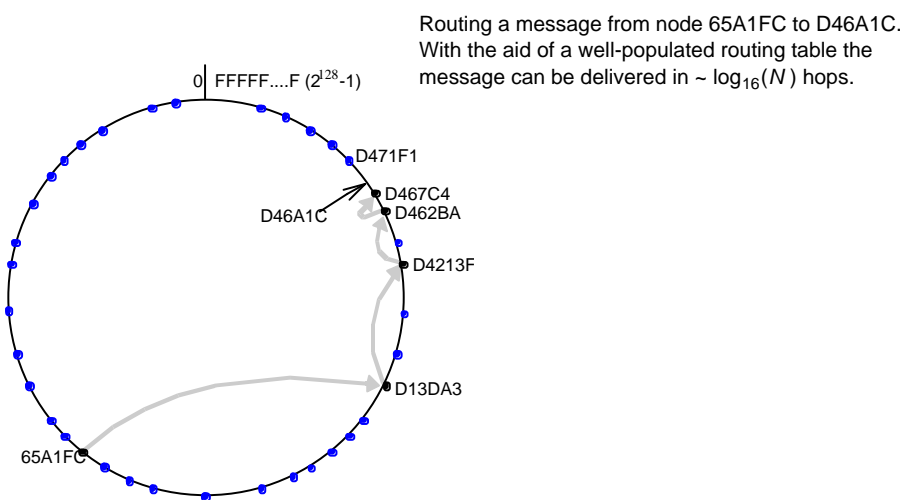 Routing a message from node 65A1FC to D46A1C.
With the aid of a well-populated routing table the
message can be delivered in ~ log₁₆(N) hops.
0 FFFFF....F (2¹²⁸-1)
D471F1
D467C4
D46A1C
D462BA
D4213F
D13DA3
65A1FC